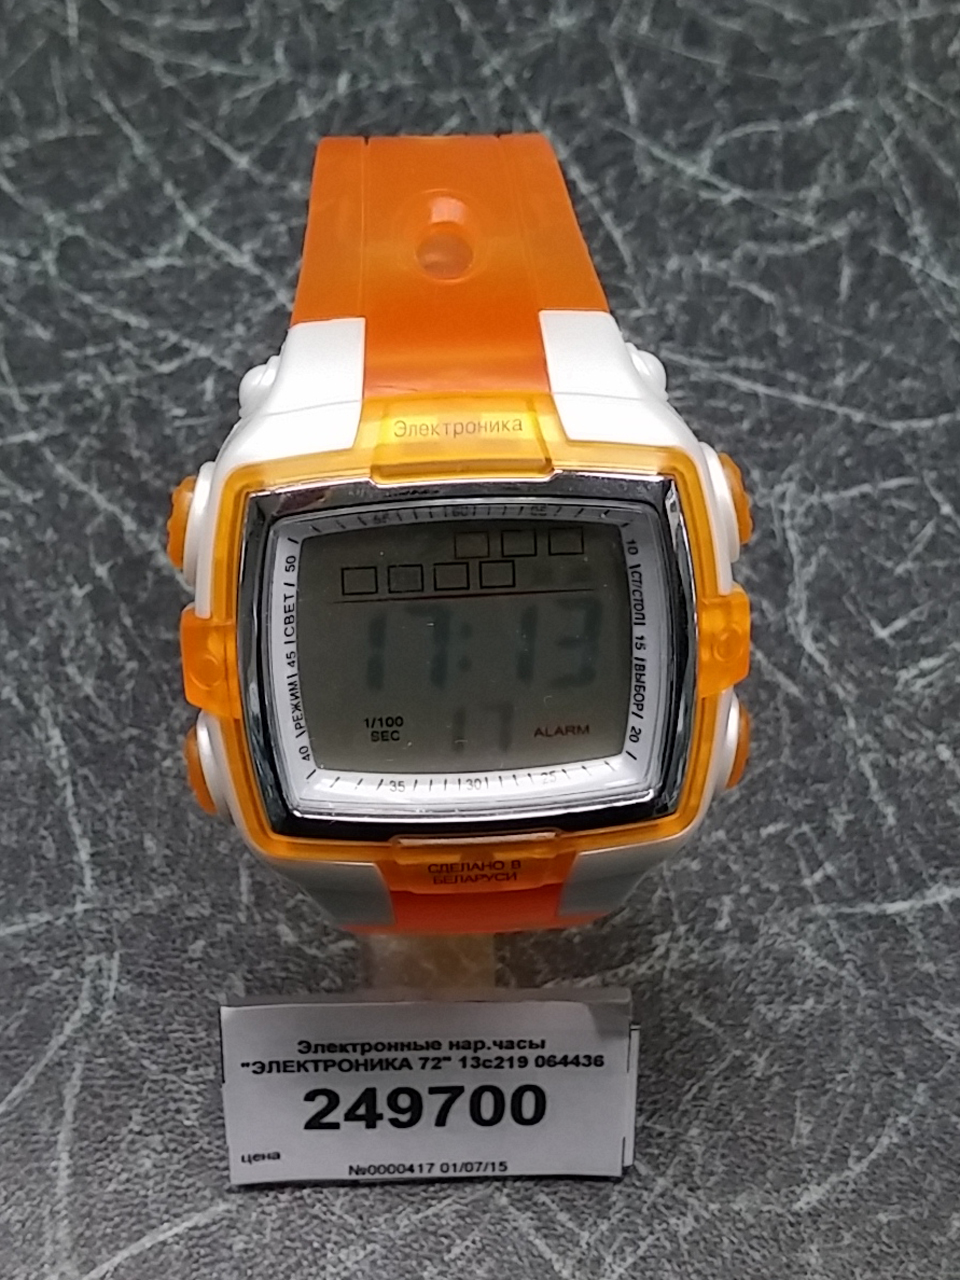 Электроника
55 60 05
50 10
СВЕТ СТ/СТОП
45 15
РЕЖИМ ВЫБОР
40 20
17:13
1/100
SEC
17
ALARM
35 30 25
СДЕЛАНО В
БЕЛАРУСИ
Электронные нар.часы
"ЭЛЕКТРОНИКА 72" 13с219 064436
249700
цена
№0000417 01/07/15